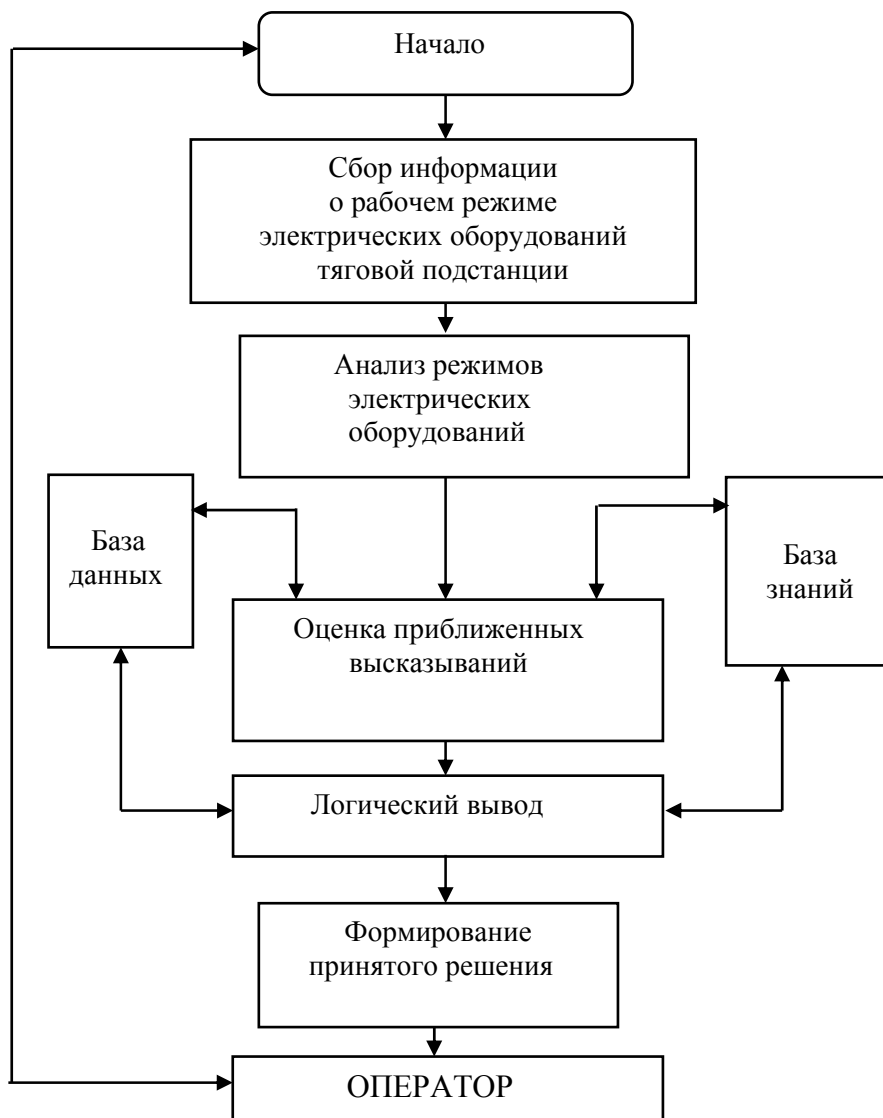 Начало
Сбор информации
о рабочем режиме
электрических оборудований
тяговой подстанции
Анализ режимов
электрических
оборудований
База
данных
База
знаний
Оценка приближенных
высказываний
Логический вывод
Формирование
принятого решения
ОПЕРАТОР